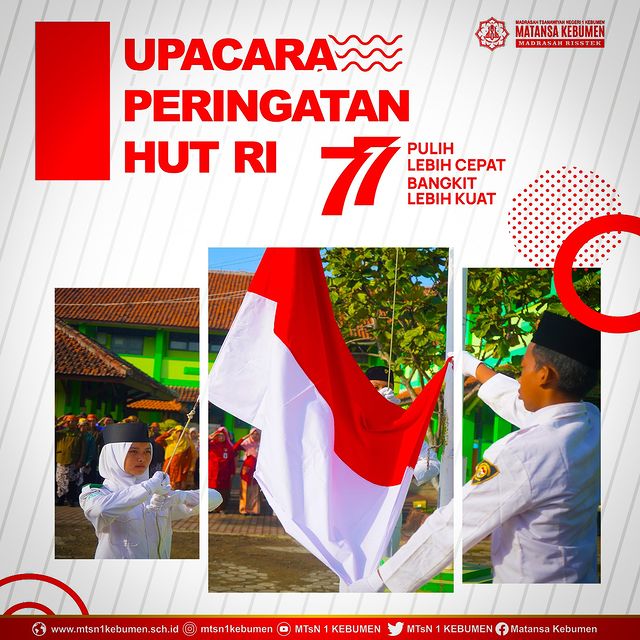 MADRASAH TSANAWIYAH NEGERI 1 KEBUMEN
MATANSA KEBUMEN
MADRASAH RISSTEK
UPACARA
PERINGATAN
HUT RI
77
PULIH
LEBIH CEPAT
BANGKIT
LEBIH KUAT
www.mtsn1kebumen.sch.id
mtsn1kebumen
MTsN 1 KEBUMEN
MTsN 1 KEBUMEN
Matansa Kebumen